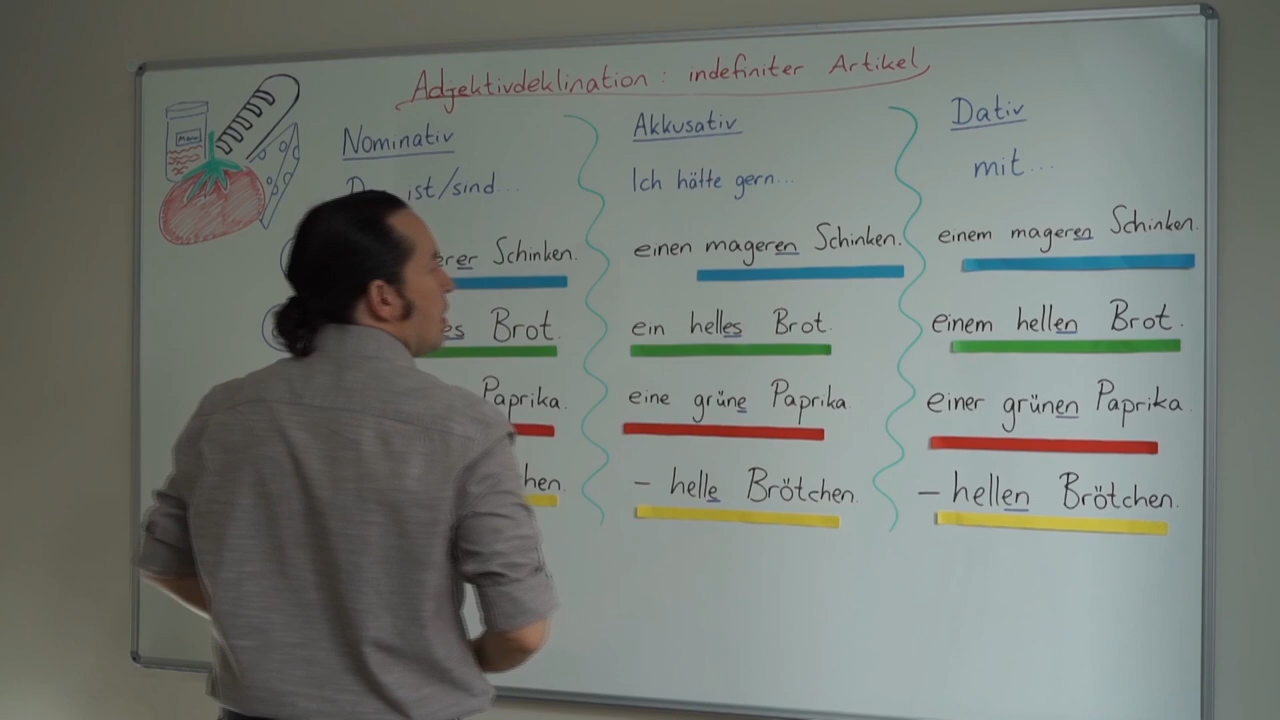 Adjektivdeklination: indefiniter Artikel
Nominativ
ist/sind...
erer Schinken.
es Brot.
Paprika.
hen.
Akkusativ
Ich hätte gern...
einen mageren Schinken.
ein helles Brot.
eine grüne Paprika.
- helle Brötchen.
Dativ
mit...
einem mageren Schinken.
einem hellen Brot.
einer grünen Paprika.
- hellen Brötchen.